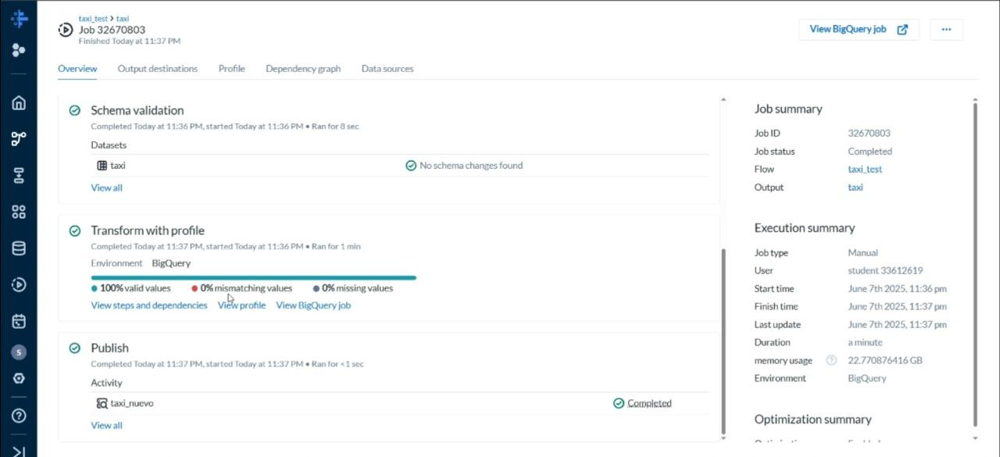 taxi_test > taxi
Job 32670803
Finished Today at 11:37 PM
View BigQuery job
...
Overview Output destinations Profile Dependency graph Data sources
Schema validation
Completed Today at 11:36 PM, started Today at 11:36 PM • Ran for 8 sec
Datasets
taxi No schema changes found
View all
Transform with profile
Completed Today at 11:37 PM, started Today at 11:36 PM • Ran for 1 min
Environment BigQuery
100% valid values 0% mismatching values 0% missing values
View steps and dependencies View profile View BigQuery job
Publish
Completed Today at 11:37 PM, started Today at 11:37 PM • Ran for <1 sec
Activity
taxi_nuevo Completed
View all
Job summary
Job ID 32670803
Job status Completed
Flow taxi_test
Output taxi
Execution summary
Job type Manual
User student 33612619
Start time June 7th 2025, 11:36 pm
Finish time June 7th 2025, 11:37 pm
Last update June 7th 2025, 11:37 pm
Duration a minute
memory usage ? 22.770876416 GB
Environment BigQuery
Optimization summary
S
?